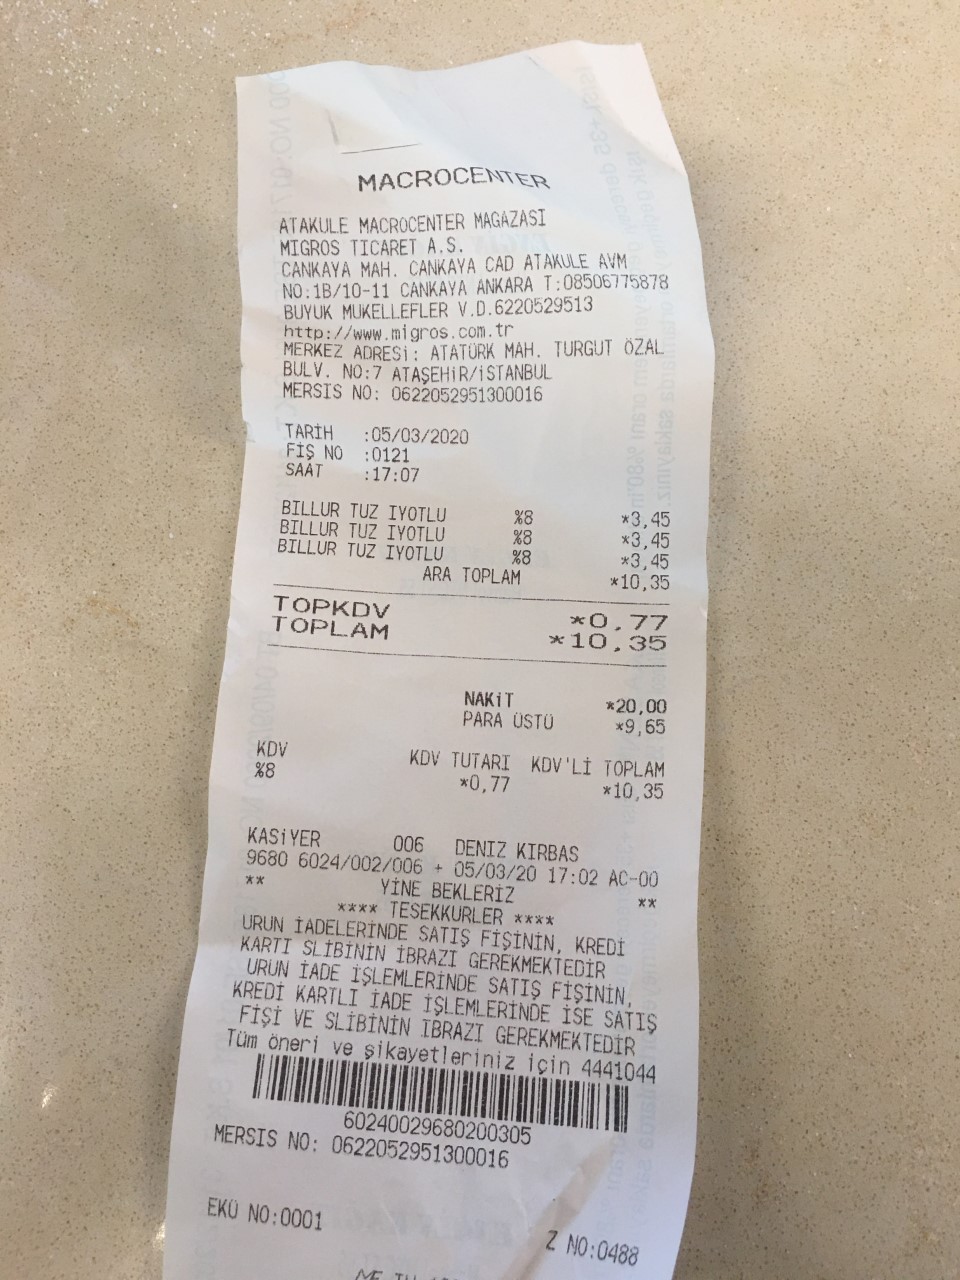 MACROCENTER
ATAKULE MACROCENTER MAGAZASI
MIGROS TICARET A.S.
CANKAYA MAH. CANKAYA CAD ATAKULE AVM
NO:1B/10-11 CANKAYA ANKARA T:08506775878
BUYUK MUKELLEFLER V.D.6220529513
http://www.migros.com.tr
MERKEZ ADRESİ: ATATÜRK MAH. TURGUT ÖZAL
BULV. NO:7 ATAŞEHİR/İSTANBUL
MERSIS NO: 0622052951300016
TARİH :05/03/2020
FİŞ NO :0121
SAAT :17:07
BILLUR TUZ IYOTLU %8 *3,45
BILLUR TUZ IYOTLU %8 *3,45
BILLUR TUZ IYOTLU %8 *3,45
ARA TOPLAM *10,35
TOPKDV *0,77
TOPLAM *10,35
NAKİT *20,00
PARA ÜSTÜ *9,65
KDV KDV TUTARI KDV'Lİ TOPLAM
%8 *0,77 *10,35
KASİYER 006 DENIZ KIRBAS
9680 6024/002/006 + 05/03/20 17:02 AC-00
** YİNE BEKLERİZ **
**** TESEKKURLER ****
URUN İADELERİNDE SATIŞ FİŞİNİN, KREDİ
KARTI SLİBİNİN İBRAZI GEREKMEKTEDİR
URUN İADE İŞLEMLERİNDE SATIŞ FİŞİNİN,
KREDİ KARTLI İADE İŞLEMLERİNDE İSE SATIŞ
FİŞİ VE SLİBİNİN IBRAZI GEREKMEKTEDİR
Tüm öneri ve şikayetleriniz için 4441044
60240029680200305
MERSIS NO: 0622052951300016
EKÜ NO:0001
Z NO:0488